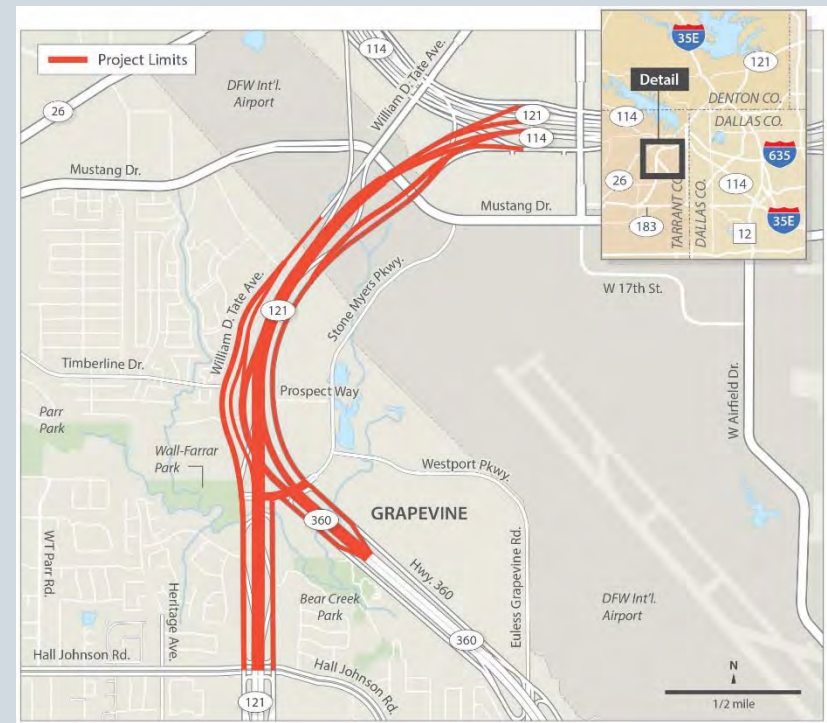 Project Limits
114
DFW Int'l.
Airport
William D. Tate Ave.
26
121
114
Mustang Dr.
Mustang Dr.
35E
121
Detail
DENTON CO.
DALLAS CO.
114
635
26
114
TARRANT CO.
DALLAS CO.
183
12
35E
W 17th St.
William D. Tate Ave.
121
Stone Myers Pkwy.
Timberline Dr.
Prospect Way
W Airfield Dr.
Parr
Park
Wall-Farrar
Park
Westport Pkwy.
GRAPEVINE
360
WT Parr Rd.
Heritage Ave.
Hwy. 360
Euless Grapevine Rd.
Bear Creek
Park
DFW Int'l.
Airport
360
Hall Johnson Rd.
Hall Johnson Rd.
121
N
1/2 mile